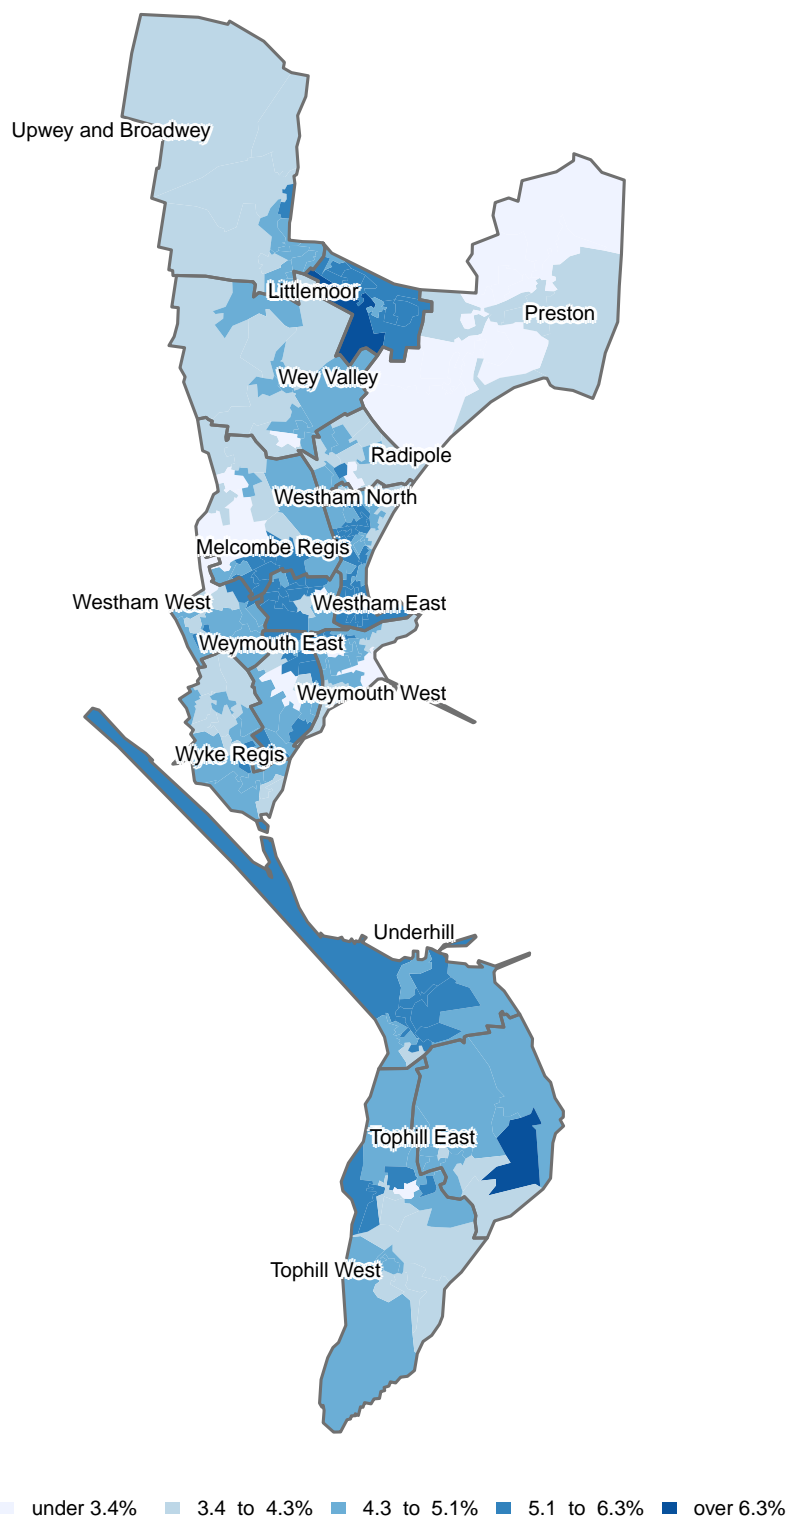 Upwey and Broadwey
Littlemoor
Preston
Wey Valley
Radipole
Westham North
Melcombe Regis
Westham West
Westham East
Weymouth East
Weymouth West
Wyke Regis
Underhill
Tophill East
Tophill West
under 3.4% 3.4 to 4.3% 4.3 to 5.1% 5.1 to 6.3% over 6.3%